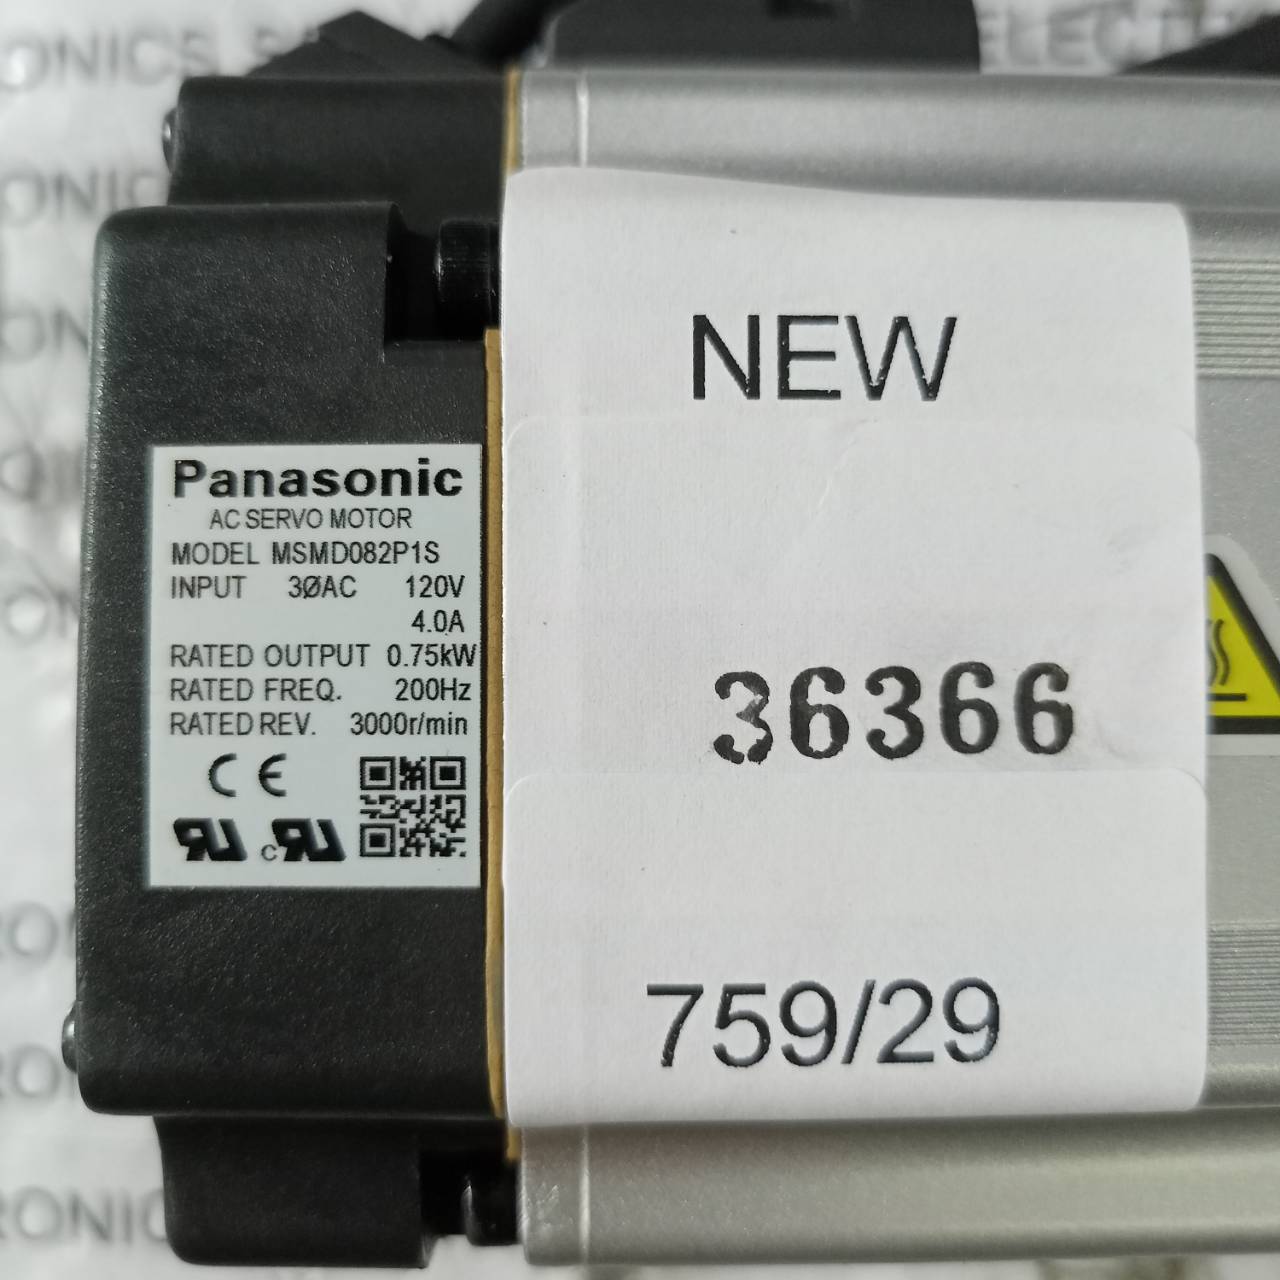 Panasonic
AC SERVO MOTOR
MODEL MSMD082P1S
INPUT 3ØAC 120V
4.0A
RATED OUTPUT 0.75kW
RATED FREQ. 200Hz
RATED REV. 3000r/min
CE
NEW
36366
759/29